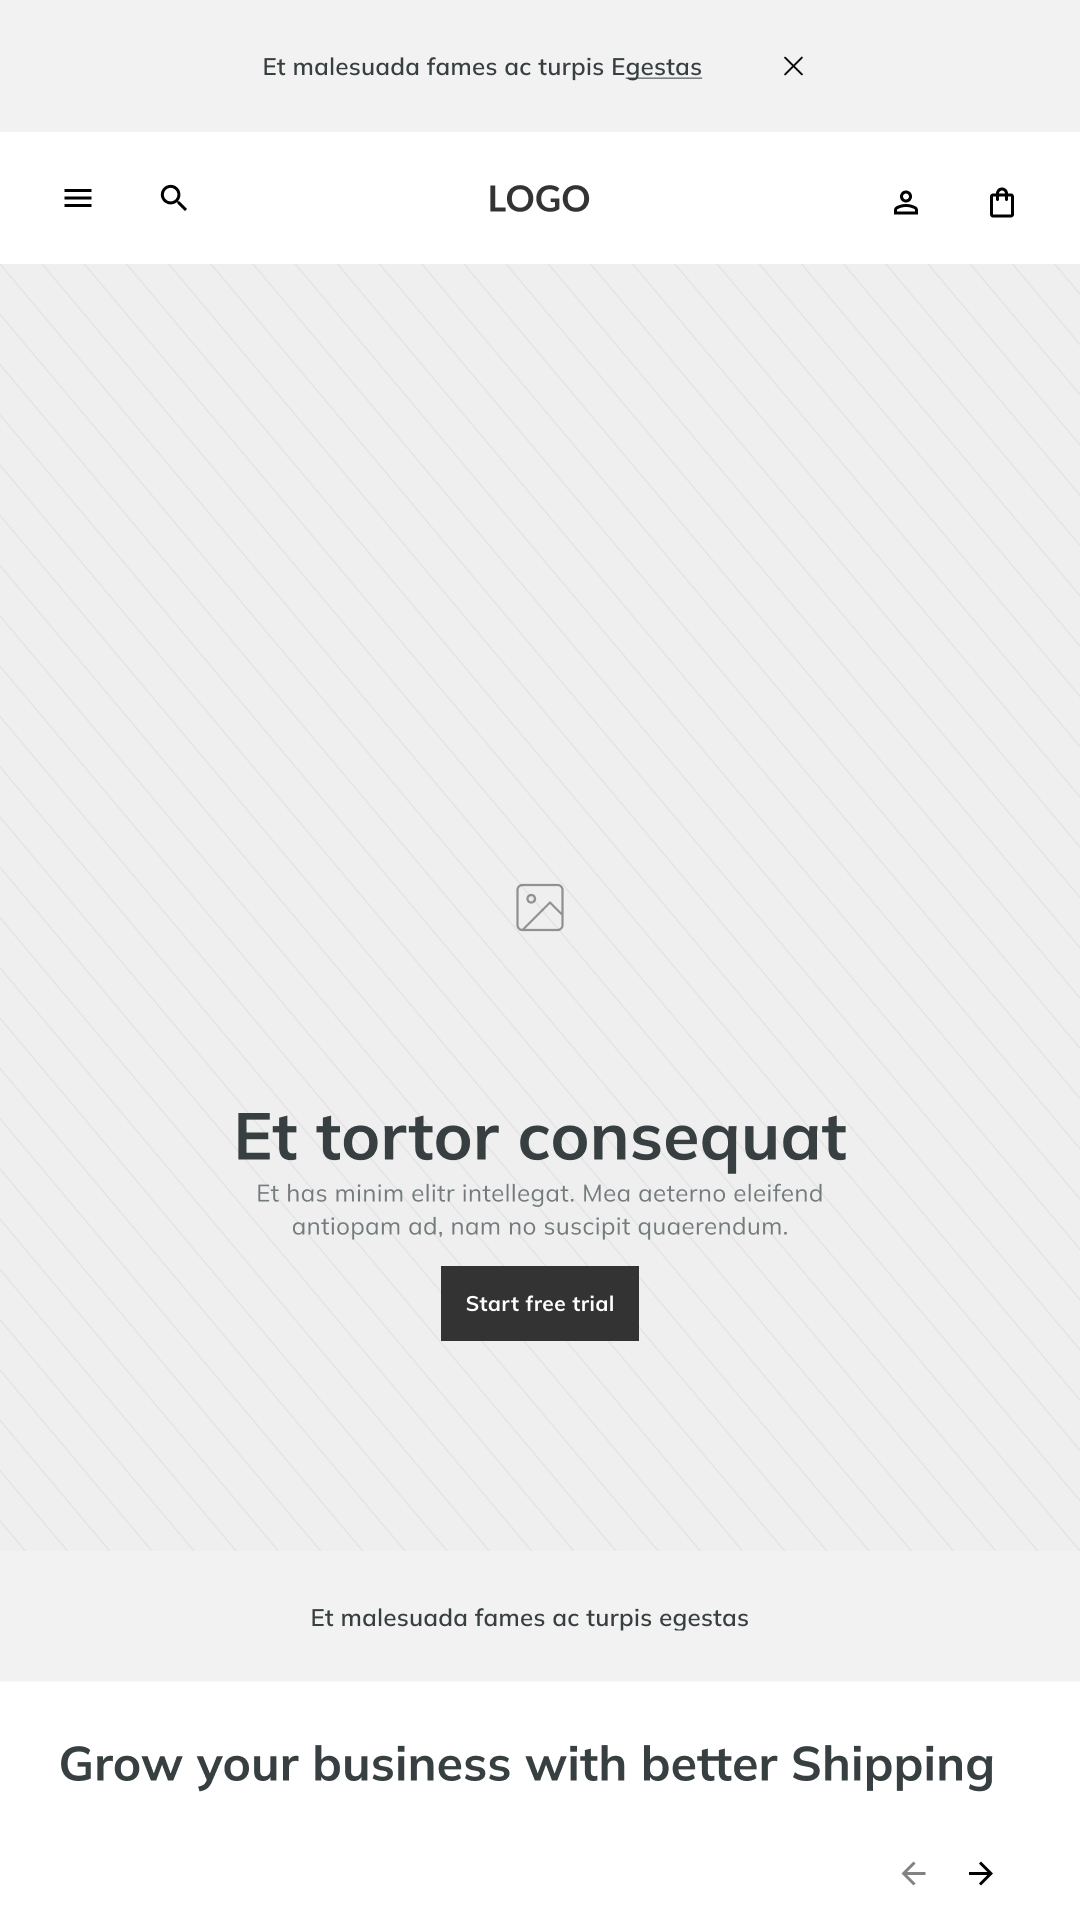 Et malesuada fames ac turpis Egestas
LOGO
Et tortor consequat
Et has minim elitr intellegat. Mea aeterno eleifend
antiopam ad, nam no suscipit quaerendum.
Start free trial
Et malesuada fames ac turpis egestas
Grow your business with better Shipping